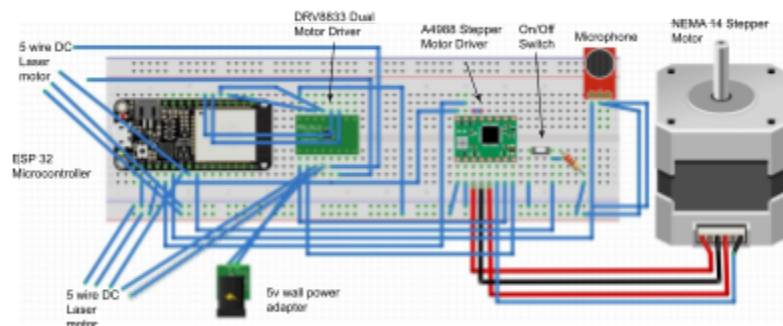 DRV8833 Dual
Motor Driver
A4988 Stepper
Motor Driver
On/Off
Switch
Microphone
NEMA 14 Stepper
Motor
5 wire DC
Laser
motor
ESP 32
Microcontroller
5 wire DC
Laser
motor
5v wall power
adapter